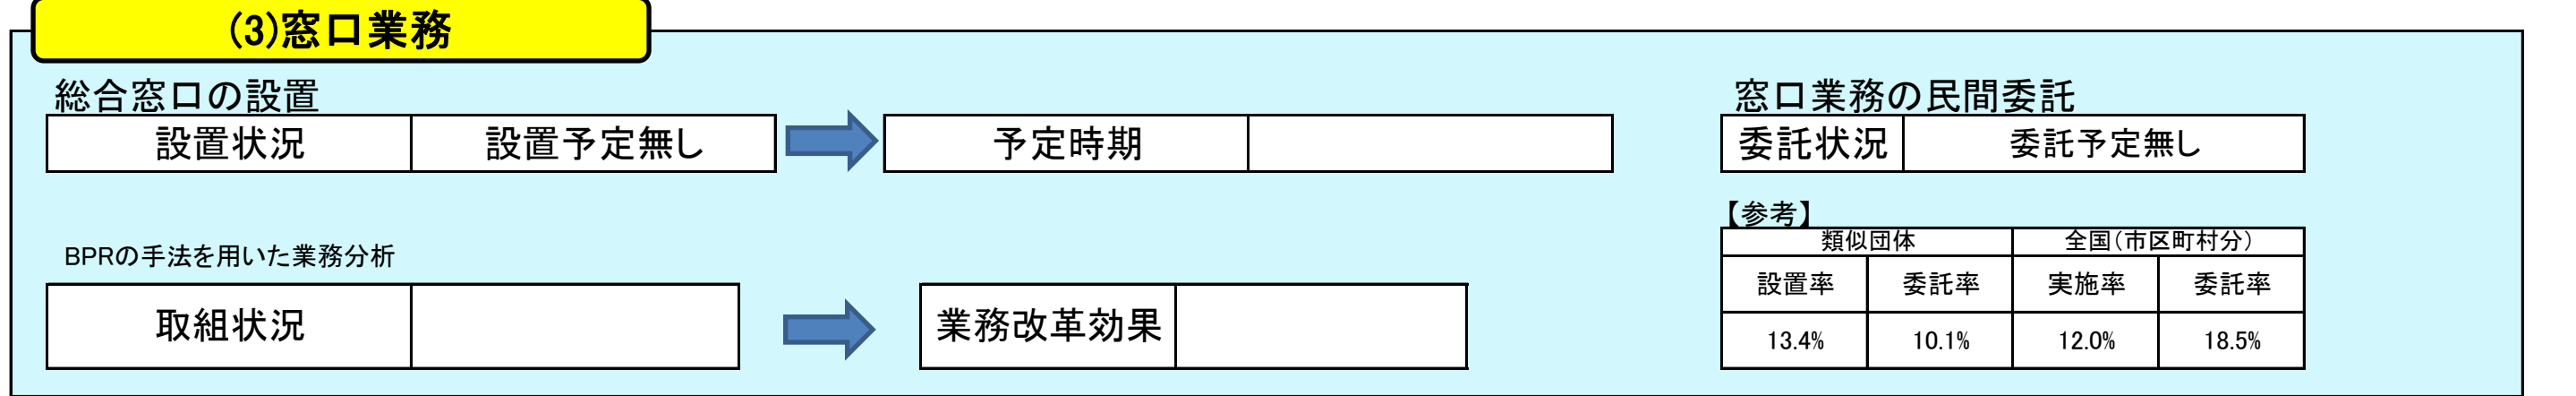 (3)窓口業務
総合窓口の設置
設置状況 設置予定無し 予定時期
窓口業務の民間委託
委託状況 委託予定無し
BPRの手法を用いた業務分析
取組状況 業務改革効果
【参考】
類似団体 全国(市区町村分)
設置率 委託率 実施率 委託率
13.4% 10.1% 12.0% 18.5%